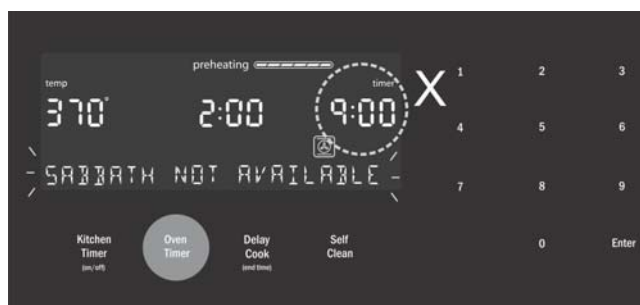 preheating
temp
timer
370° 2:00 9:00
X
SABBATH NOT AVAILABLE
Kitchen Timer (on/off)
Oven Timer
Delay Cook (end time)
Self Clean
1 2 3
4 5 6
7 8 9
0 Enter